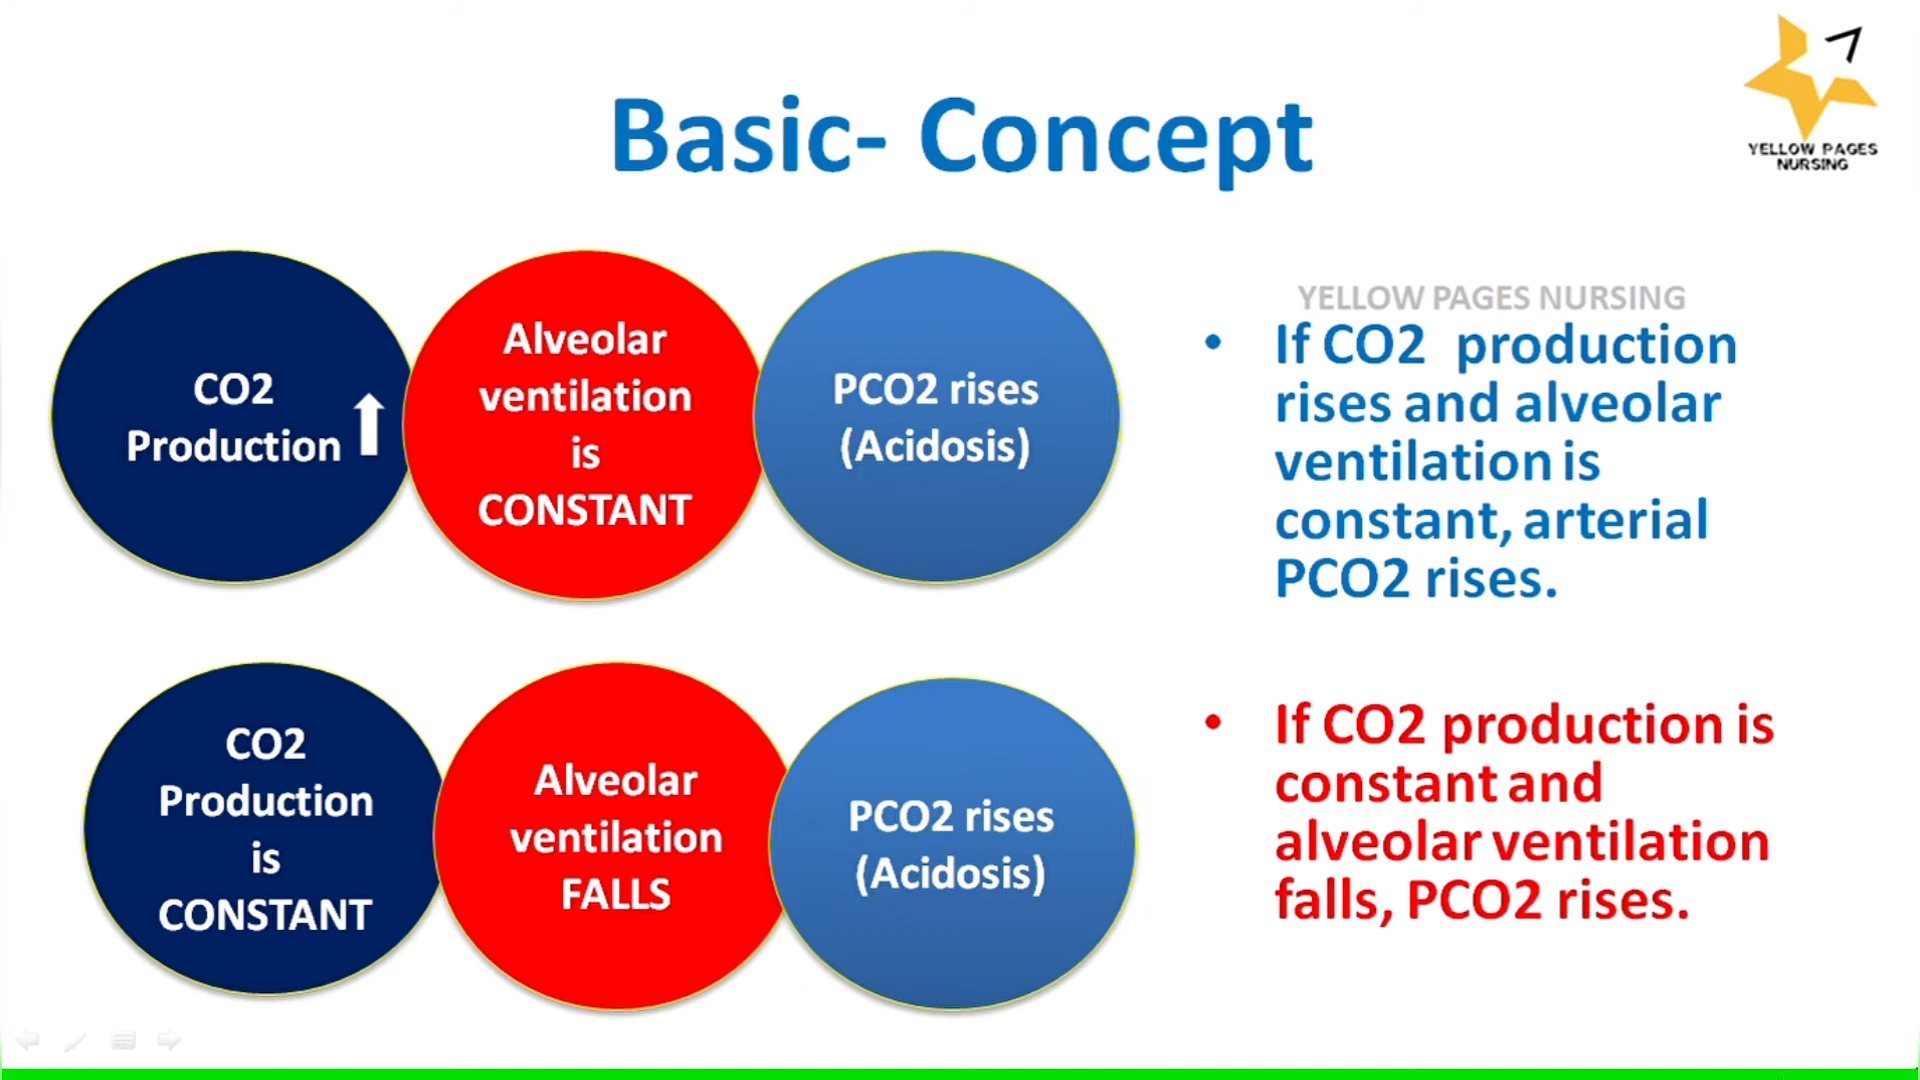 Basic- Concept
YELLOW PAGES
NURSING
CO2
Production
Alveolar
ventilation
is
CONSTANT
PCO2 rises
(Acidosis)
CO2
Production
is
CONSTANT
Alveolar
ventilation
FALLS
PCO2 rises
(Acidosis)
YELLOW PAGES NURSING
• If CO2 production
rises and alveolar
ventilation is
constant, arterial
PCO2 rises.
• If CO2 production is
constant and
alveolar ventilation
falls, PCO2 rises.